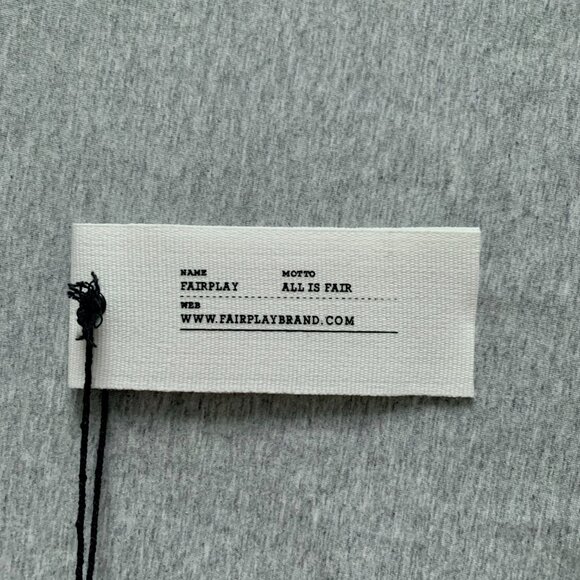 NAME MOTTO
FAIRPLAY ALL IS FAIR
WEB
WWW.FAIRPLAYBRAND.COM